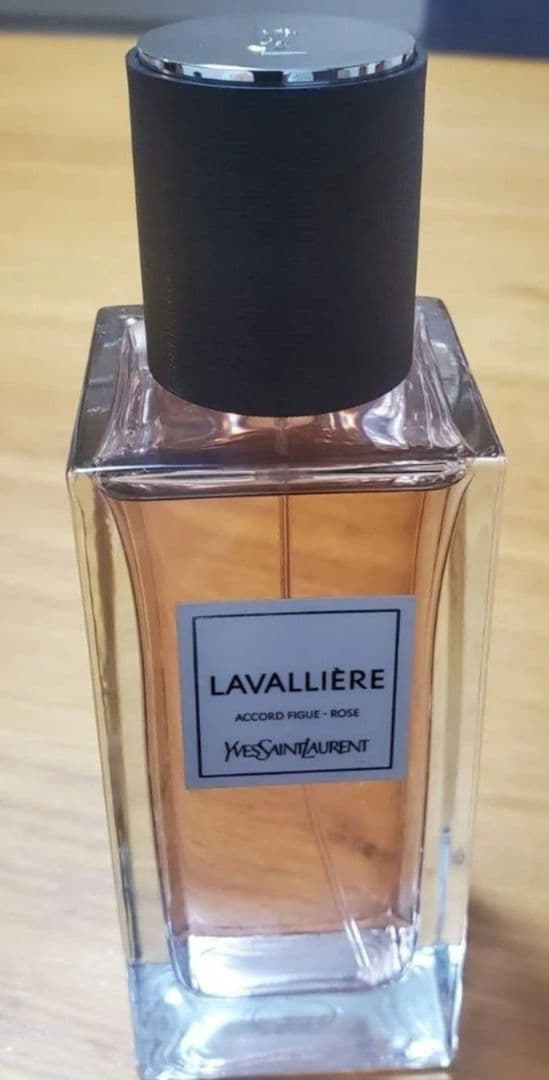 LAVALLIÈRE
ACCORD FIGUE - ROSE
YVESSAINTLAURENT